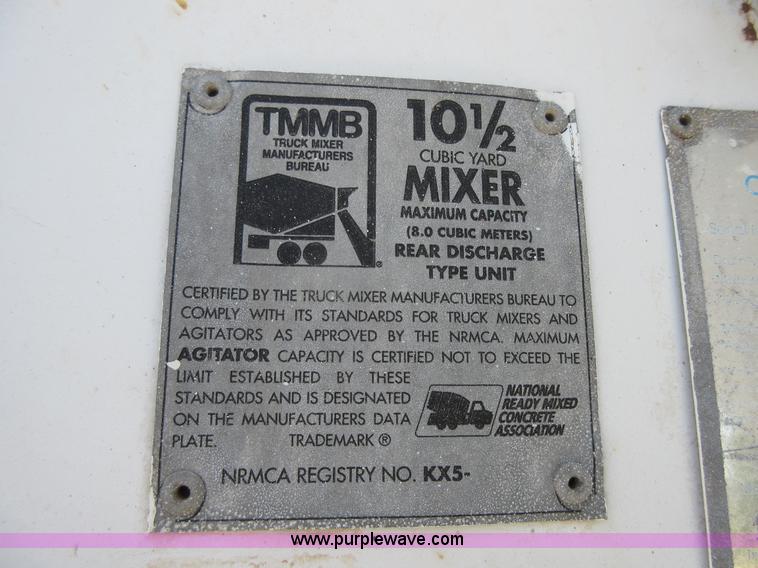 TMMB
TRUCK MIXER
MANUFACTURERS
BUREAU
®
10 1/2
CUBIC YARD
MIXER
MAXIMUM CAPACITY
(8.0 CUBIC METERS)
REAR DISCHARGE
TYPE UNIT
CERTIFIED BY THE TRUCK MIXER MANUFACTURERS BUREAU TO
COMPLY WITH ITS STANDARDS FOR TRUCK MIXERS AND
AGITATORS AS APPROVED BY THE NRMCA. MAXIMUM
AGITATOR CAPACITY IS CERTIFIED NOT TO EXCEED THE
LIMIT ESTABLISHED BY THESE
STANDARDS AND IS DESIGNATED
ON THE MANUFACTURERS DATA
PLATE. TRADEMARK ®
NATIONAL
READY MIXED
CONCRETE
ASSOCIATION
NRMCA REGISTRY NO. KX5-
www.purplewave.com